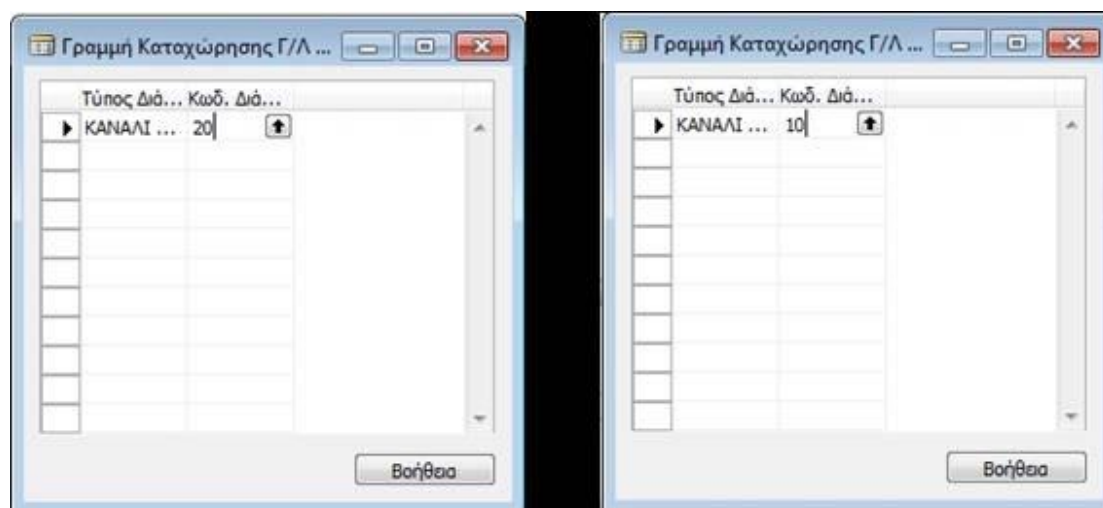 Γραμμή Καταχώρησης Γ/Λ ...
Τύπος Διά... Κωδ. Διά...
ΚΑΝΑΛΙ ... 20
Βοήθεια
Γραμμή Καταχώρησης Γ/Λ ...
Τύπος Διά... Κωδ. Διά...
ΚΑΝΑΛΙ ... 10
Βοήθεια